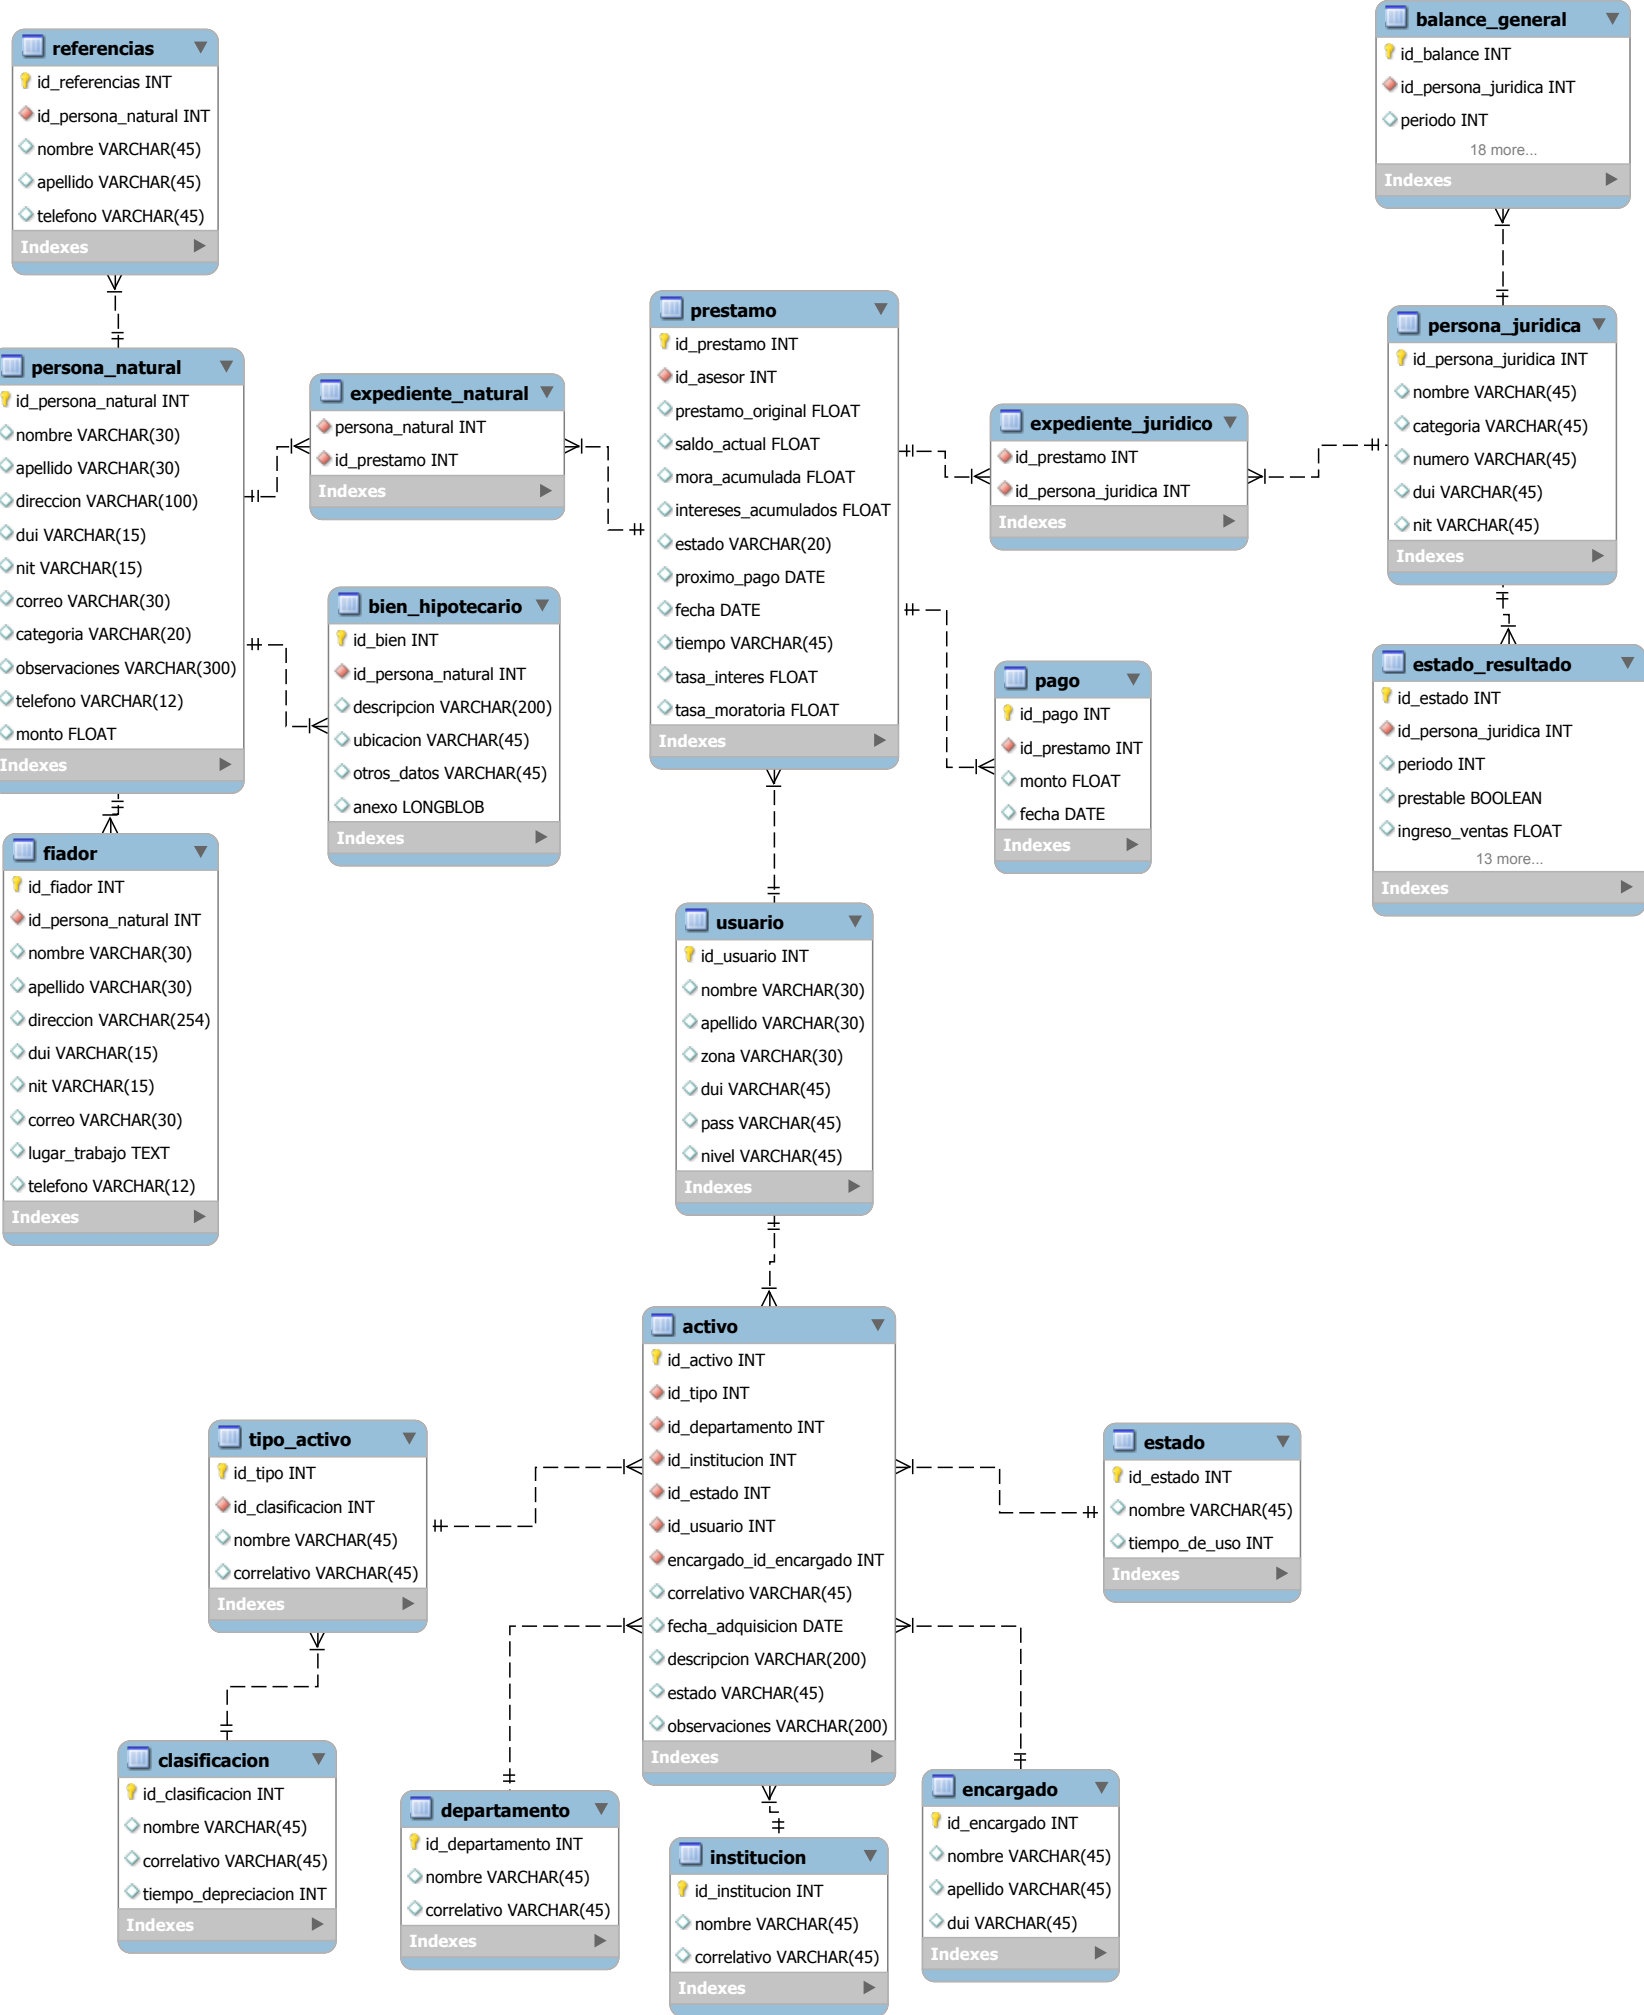 referencias
id_referencias INT
id_persona_natural INT
nombre VARCHAR(45)
apellido VARCHAR(45)
telefono VARCHAR(45)
Indexes
balance_general
id_balance INT
id_persona_juridica INT
periodo INT
18 more...
Indexes
persona_natural
id_persona_natural INT
nombre VARCHAR(30)
apellido VARCHAR(30)
direccion VARCHAR(100)
dui VARCHAR(15)
nit VARCHAR(15)
correo VARCHAR(30)
categoria VARCHAR(20)
observaciones VARCHAR(300)
telefono VARCHAR(12)
monto FLOAT
Indexes
expediente_natural
persona_natural INT
id_prestamo INT
Indexes
prestamo
id_prestamo INT
id_asesor INT
prestamo_original FLOAT
saldo_actual FLOAT
mora_acumulada FLOAT
intereses_acumulados FLOAT
estado VARCHAR(20)
proximo_pago DATE
fecha DATE
tiempo VARCHAR(45)
tasa_interes FLOAT
tasa_moratoria FLOAT
Indexes
expediente_juridico
id_prestamo INT
id_persona_juridica INT
Indexes
persona_juridica
id_persona_juridica INT
nombre VARCHAR(45)
categoria VARCHAR(45)
numero VARCHAR(45)
dui VARCHAR(45)
nit VARCHAR(45)
Indexes
bien_hipotecario
id_bien INT
id_persona_natural INT
descripcion VARCHAR(200)
ubicacion VARCHAR(45)
otros_datos VARCHAR(45)
anexo LONGBLOB
Indexes
pago
id_pago INT
id_prestamo INT
monto FLOAT
fecha DATE
Indexes
estado_resultado
id_estado INT
id_persona_juridica INT
periodo INT
prestable BOOLEAN
ingreso_ventas FLOAT
13 more...
Indexes
fiador
id_fiador INT
id_persona_natural INT
nombre VARCHAR(30)
apellido VARCHAR(30)
direccion VARCHAR(254)
dui VARCHAR(15)
nit VARCHAR(15)
correo VARCHAR(30)
lugar_trabajo TEXT
telefono VARCHAR(12)
Indexes
usuario
id_usuario INT
nombre VARCHAR(30)
apellido VARCHAR(30)
zona VARCHAR(30)
dui VARCHAR(45)
pass VARCHAR(45)
nivel VARCHAR(45)
Indexes
activo
id_activo INT
id_tipo INT
id_departamento INT
id_institucion INT
id_estado INT
id_usuario INT
encargado_id_encargado INT
correlativo VARCHAR(45)
fecha_adquisicion DATE
descripcion VARCHAR(200)
estado VARCHAR(45)
observaciones VARCHAR(200)
Indexes
tipo_activo
id_tipo INT
id_clasificacion INT
nombre VARCHAR(45)
correlativo VARCHAR(45)
Indexes
estado
id_estado INT
nombre VARCHAR(45)
tiempo_de_uso INT
Indexes
clasificacion
id_clasificacion INT
nombre VARCHAR(45)
correlativo VARCHAR(45)
tiempo_depreciacion INT
Indexes
departamento
id_departamento INT
nombre VARCHAR(45)
correlativo VARCHAR(45)
Indexes
institucion
id_institucion INT
nombre VARCHAR(45)
correlativo VARCHAR(45)
Indexes
encargado
id_encargado INT
nombre VARCHAR(45)
apellido VARCHAR(45)
dui VARCHAR(45)
Indexes